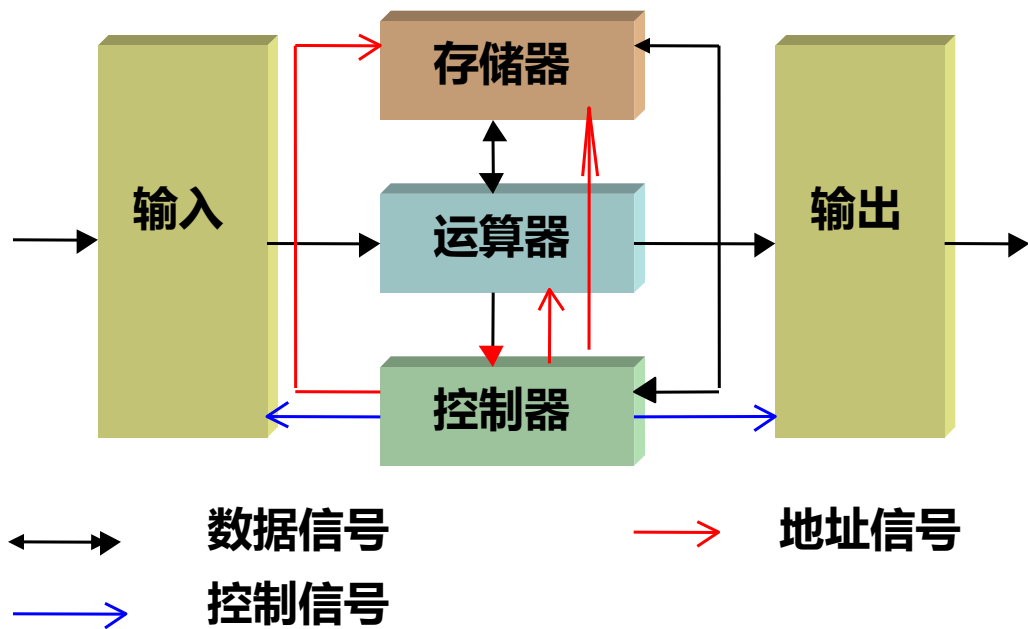 存储器
输入
运算器
输出
控制器
数据信号
地址信号
控制信号